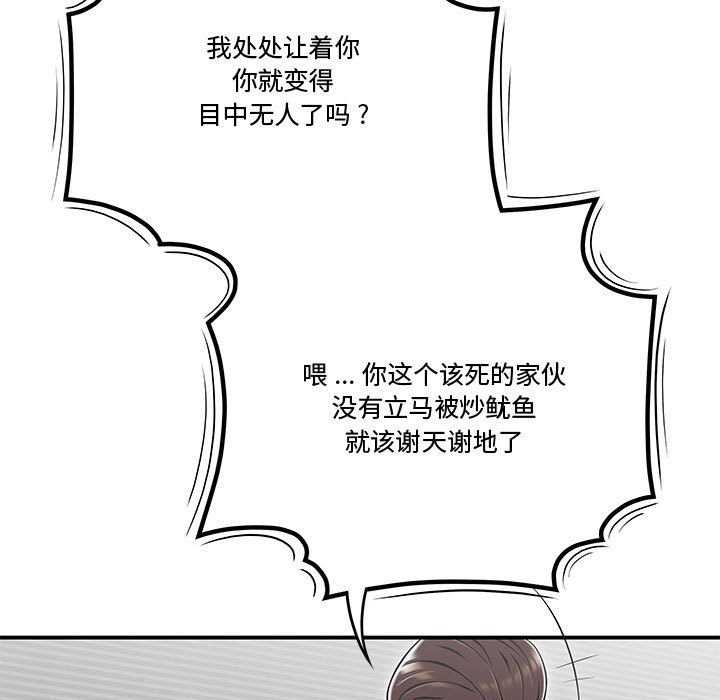 我处处让着你
你就变得
目中无人了吗？
喂...你这个该死的家伙
没有立马被炒鱿鱼
就该谢天谢地了